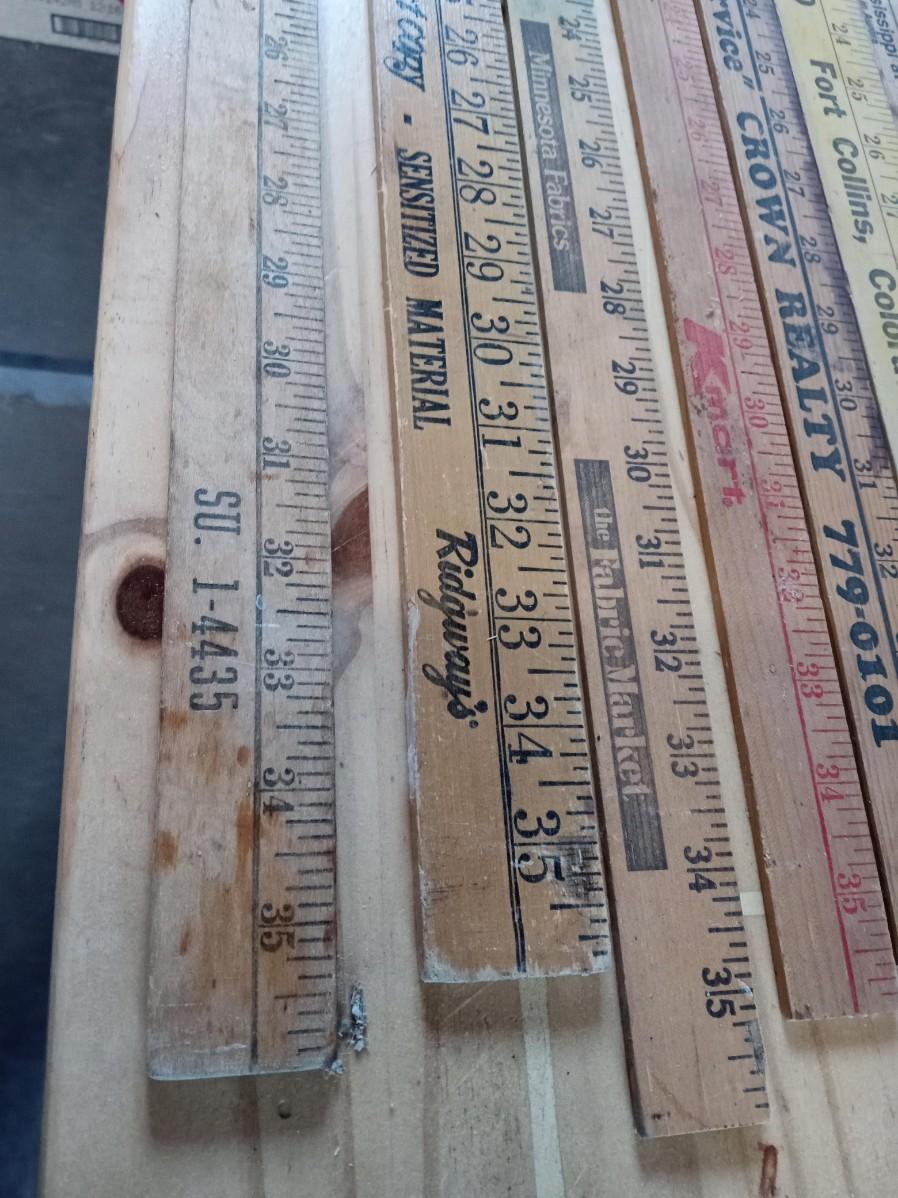 26 27 28 29 30 31 32 33 34 35
SU. 1-4435
26 27 28 29 30 31 32 33 34 35
- SENSITIZED MATERIAL
Ridgway's
24 25 26 27 28 29 30 31 32 33 34 35
Minnesota Fabrics
the Fabric Market
26 27 28 29 30 31 32 33 34 35
Kmart
24 25 26 27 28 29 30 31 32
CROWN REALTY 779-0101
24 25 26 27
Fort Collins,